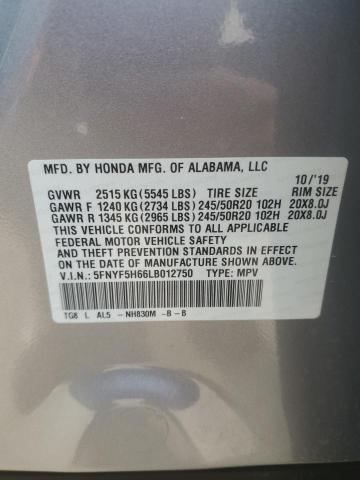 MFD. BY HONDA MFG. OF ALABAMA, LLC
10/'19
GVWR 2515 KG (5545 LBS) TIRE SIZE RIM SIZE
GAWR F 1240 KG (2734 LBS) 245/50R20 102H 20X8.0J
GAWR R 1345 KG (2965 LBS) 245/50R20 102H 20X8.0J
THIS VEHICLE CONFORMS TO ALL APPLICABLE
FEDERAL MOTOR VEHICLE SAFETY AND
THEFT PREVENTION STANDARDS IN EFFECT
ON THE DATE OF MANUFACTURE SHOWN ABOVE.
V.I.N.: 5FNYF5H66LB012750 TYPE: MPV
TG8 L AL5 -NH830M -B -B